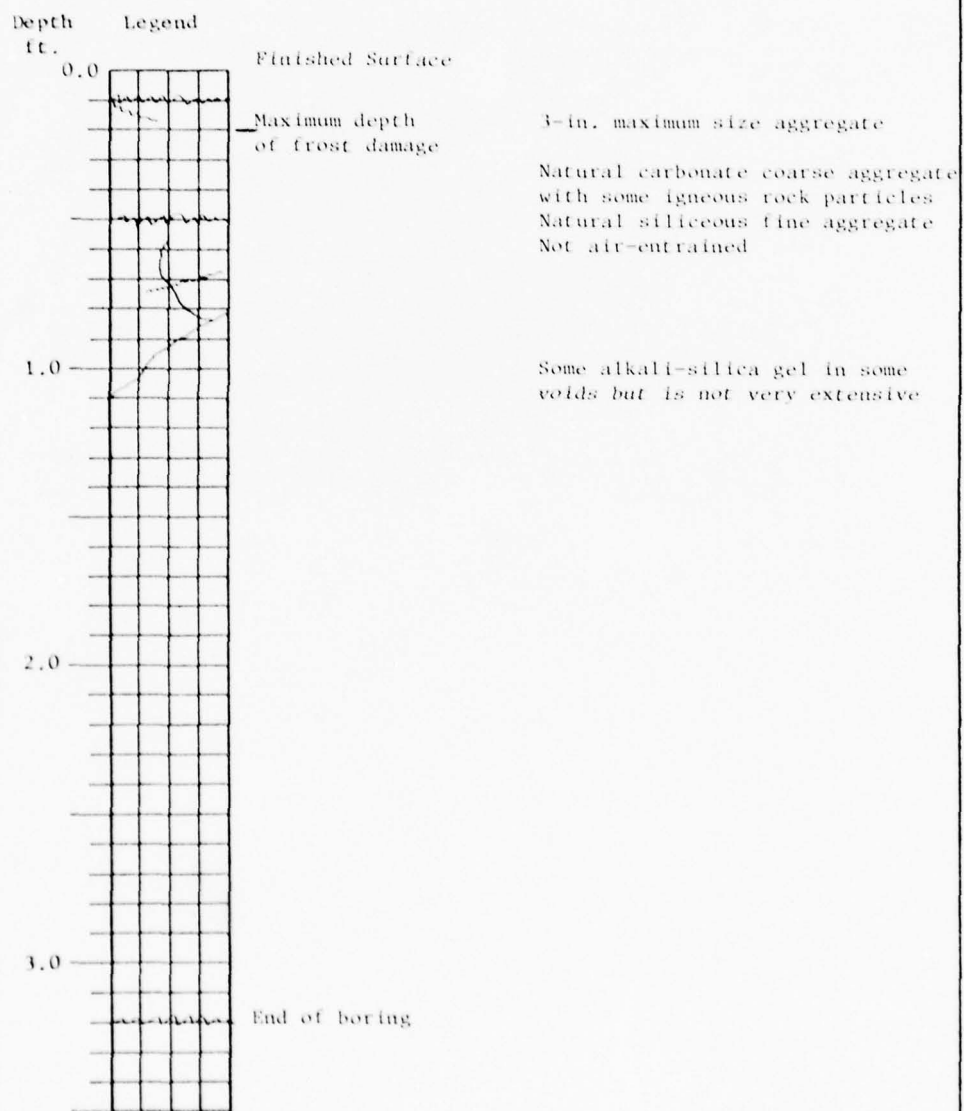 Depth Legend
ft.
0.0
Finished Surface
Maximum depth
of frost damage
3-in. maximum size aggregate
Natural carbonate coarse aggregate
with some igneous rock particles
Natural siliceous fine aggregate
Not air-entrained
1.0
Some alkali-silica gel in some
voids but is not very extensive
2.0
3.0
End of boring